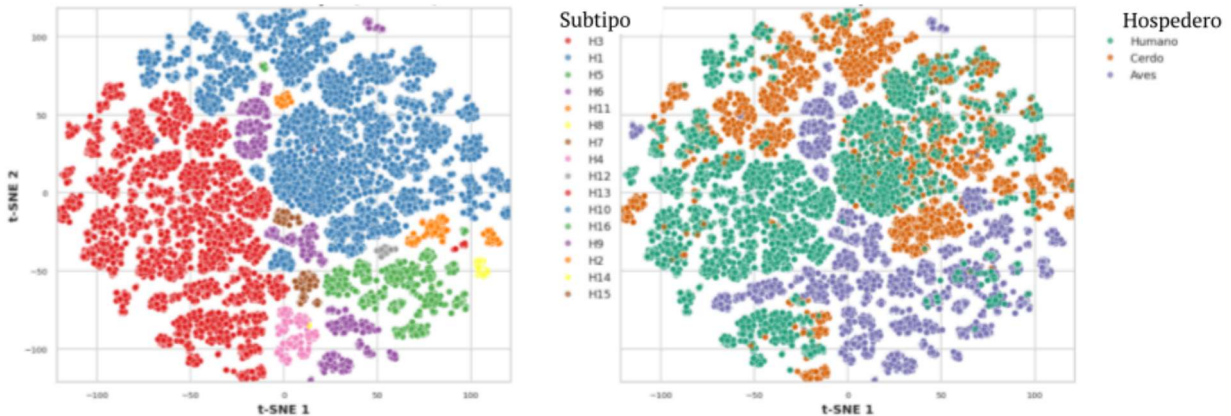 Subtipo
H3
H1
H5
H6
H11
H8
H7
H4
H12
H13
H10
H16
H9
H2
H14
H15
Hospedero
Humano
Cerdo
Aves
100
50
0
−50
−100
t-SNE 2
−100 −50 0 50 100
t-SNE 1
−100 −50 0 50 100
t-SNE 1